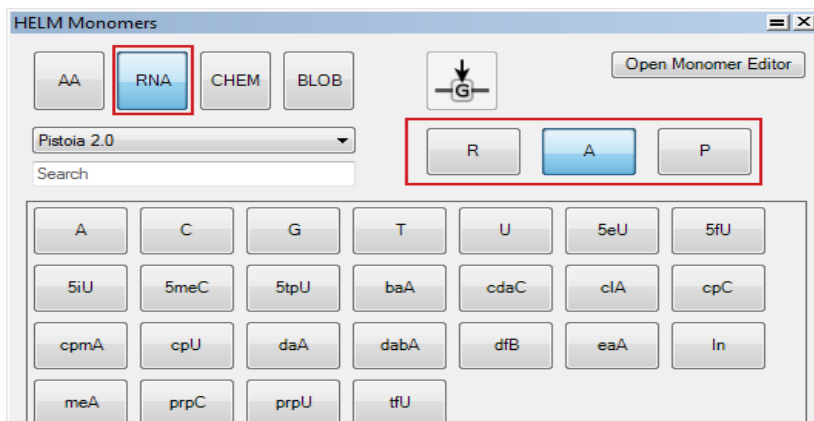 HELM Monomers
AA RNA CHEM BLOB G Open Monomer Editor
Pistoia 2.0
R A P
Search
A C G T U 5eU 5fU
5iU 5meC 5tpU baA cdaC clA cpC
cpmA cpU daA dabA dfB eaA In
meA prpC prpU tfU